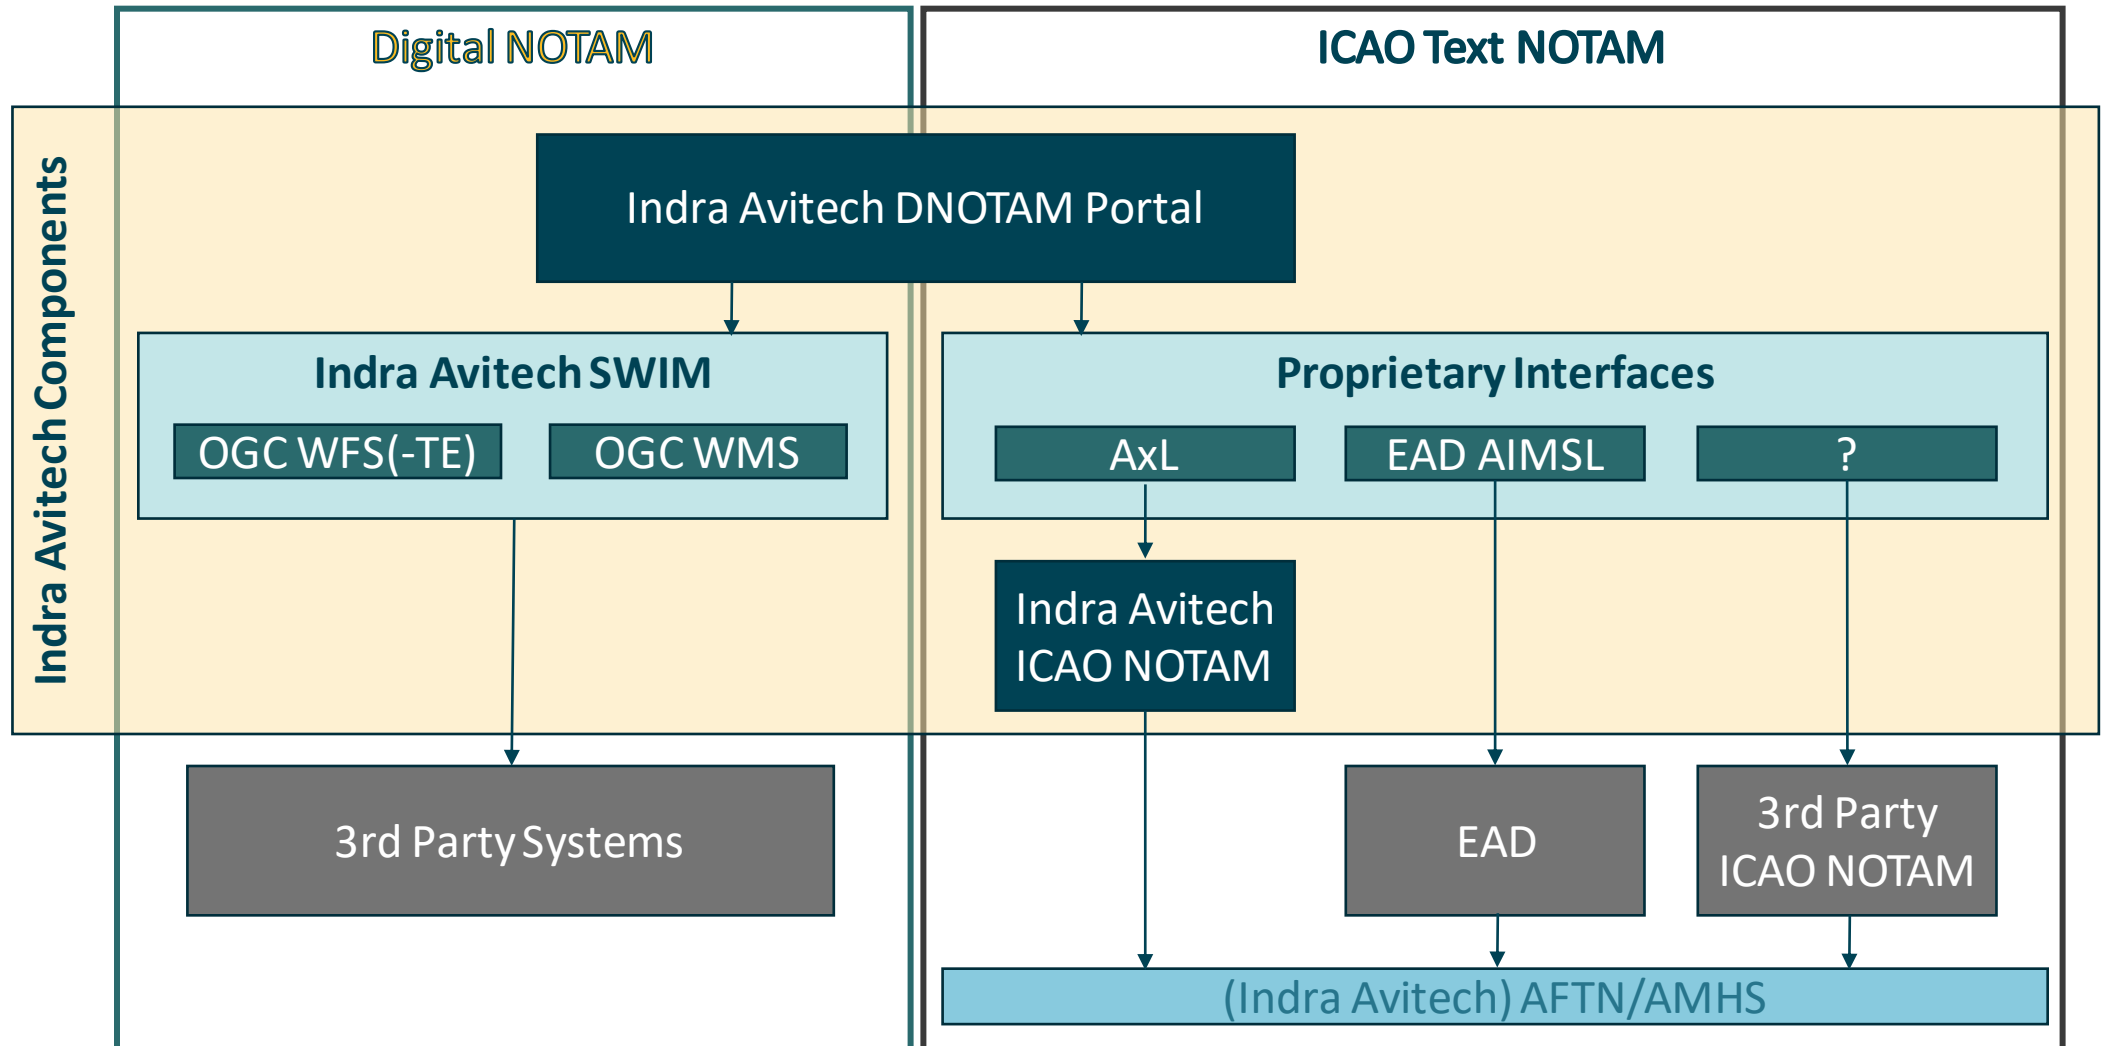 Digital NOTAM
ICAO Text NOTAM
Indra Avitech Components
Indra Avitech DNOTAM Portal
Indra Avitech SWIM
OGC WFS(-TE)
OGC WMS
Proprietary Interfaces
AxL
EAD AIMSL
?
Indra Avitech
ICAO NOTAM
3rd Party Systems
EAD
3rd Party
ICAO NOTAM
(Indra Avitech) AFTN/AMHS